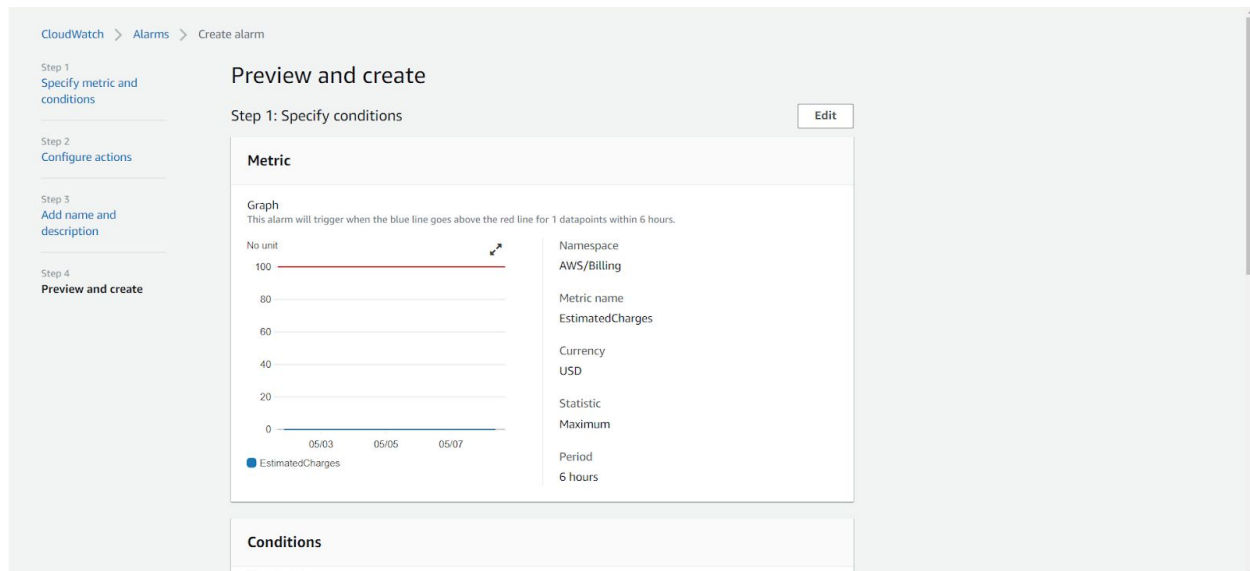 CloudWatch > Alarms > Create alarm
Step 1
Specify metric and
conditions
Step 2
Configure actions
Step 3
Add name and
description
Step 4
Preview and create
Preview and create
Step 1: Specify conditions
Edit
Metric
Graph
This alarm will trigger when the blue line goes above the red line for 1 datapoints within 6 hours.
No unit
100
80
60
40
20
0
05/03 05/05 05/07
EstimatedCharges
Namespace
AWS/Billing
Metric name
EstimatedCharges
Currency
USD
Statistic
Maximum
Period
6 hours
Conditions